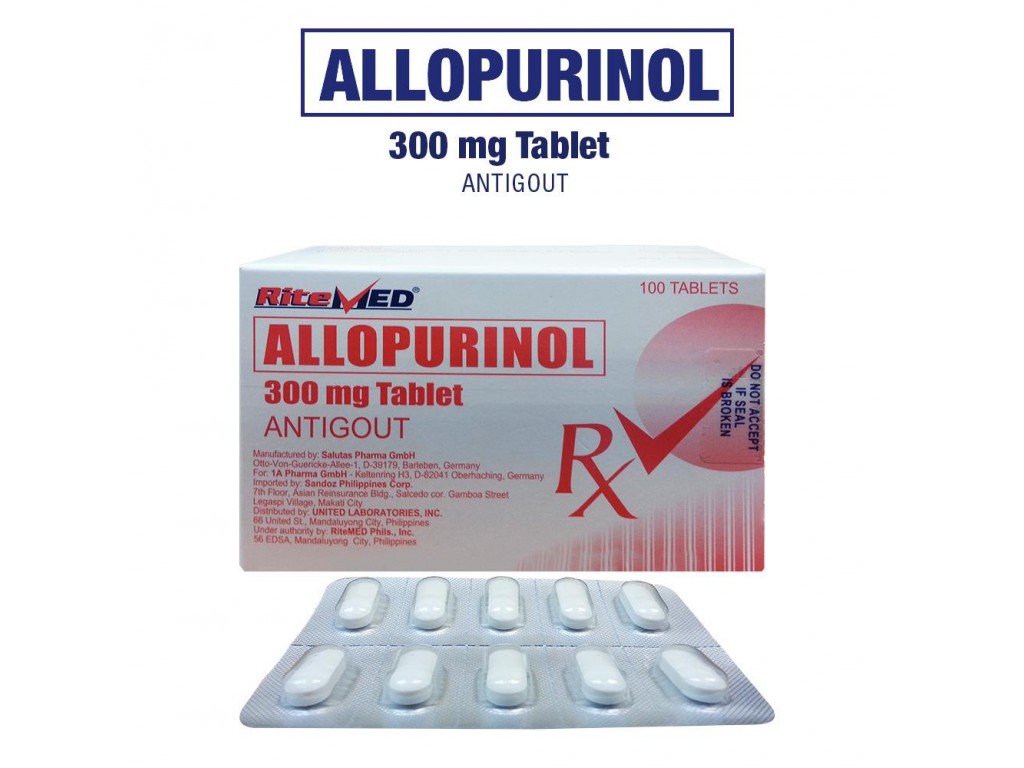 ALLOPURINOL
300 mg Tablet
ANTIGOUT
RiteMED®
100 TABLETS
ALLOPURINOL
300 mg Tablet
ANTIGOUT
Rx
DO NOT ACCEPT
IF SEAL
IS BROKEN
Manufactured by: Salutas Pharma GmbH
Otto-Von-Guericke-Allee-1, D-39179, Barleben, Germany
For: 1A Pharma GmbH - Keltenring H3, D-82041 Oberhaching, Germany
Imported by: Sandoz Philippines Corp.
7th Floor, Asian Reinsurance Bldg., Salcedo cor. Gamboa Street
Legaspi Village, Makati City
Distributed by: UNITED LABORATORIES, INC.
66 United St., Mandaluyong City, Philippines
Under authority by: RiteMED Phils., Inc.
56 EDSA, Mandaluyong City, Philippines